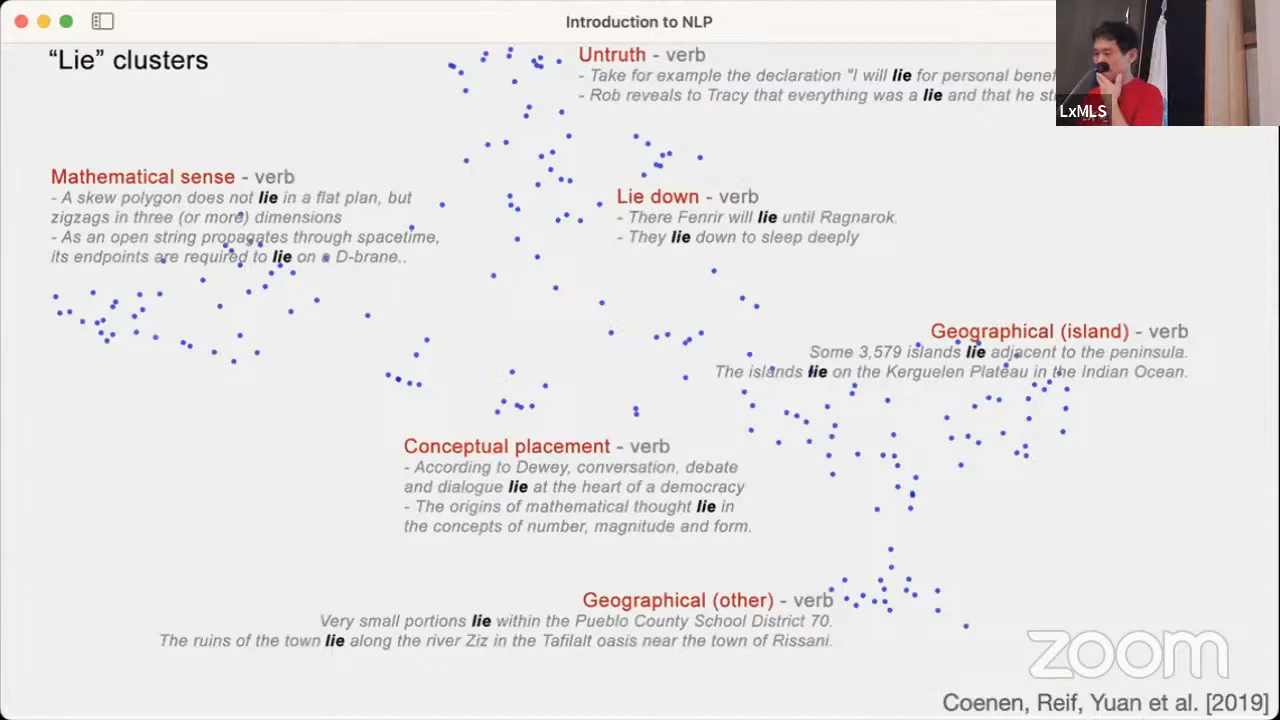 Introduction to NLP
LxMLS
“Lie” clusters
Untruth - verb
- Take for example the declaration "I will lie for personal
- Rob reveals to Tracy that everything was a lie and that he
Mathematical sense - verb
- A skew polygon does not lie in a flat plan, but
zigzags in three (or more) dimensions
- As an open string propagates through spacetime,
its endpoints are required to lie on a D-brane..
Lie down - verb
- There Fenrir will lie until Ragnarok.
- They lie down to sleep deeply
Geographical (island) - verb
Some 3,579 islands lie adjacent to the peninsula.
The islands lie on the Kerguelen Plateau in the Indian Ocean.
Conceptual placement - verb
- According to Dewey, conversation, debate
and dialogue lie at the heart of a democracy
- The origins of mathematical thought lie in
the concepts of number, magnitude and form.
Geographical (other) - verb
Very small portions lie within the Pueblo County School District 70.
The ruins of the town lie along the river Ziz in the Tafilalt oasis near the town of Rissani.
zoom
Coenen, Reif, Yuan et al. [2019]